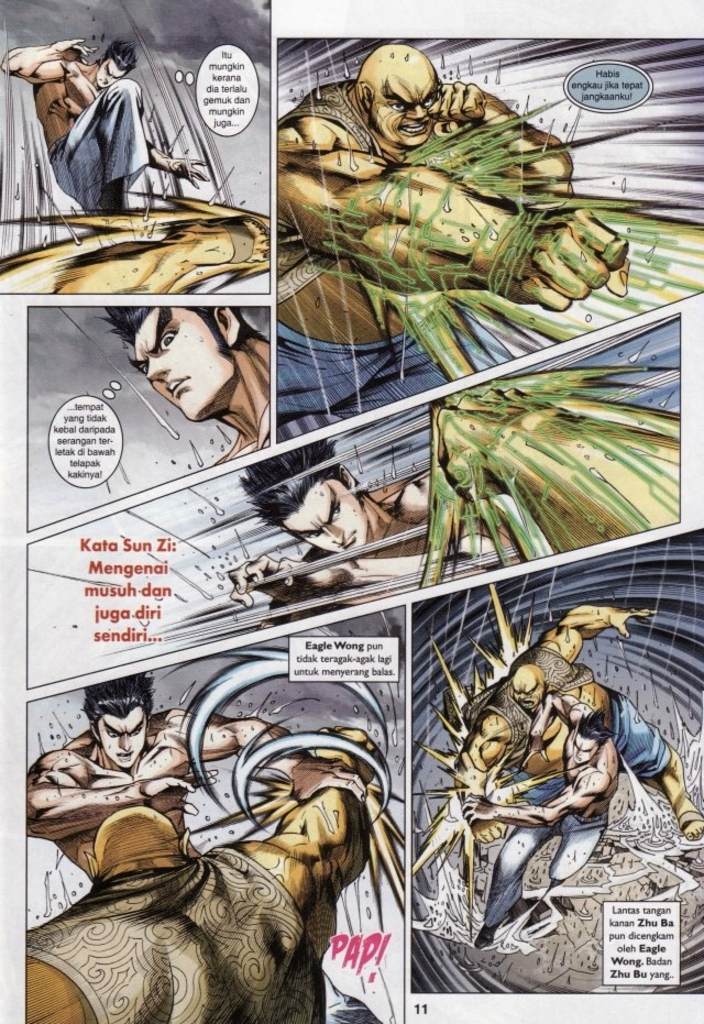 Itu
mungkin
kerana
dia terlalu
gemuk dan
mungkin
juga...
Habis
engkau jika tepat
jangkaanku!
...tempat
yang tidak
kebal daripada
serangan ter-
letak di bawah
telapak
kakinya!
Kata Sun Zi:
Mengenai
musuh dan
juga diri
sendiri...
Eagle Wong pun
tidak teragak-agak lagi
untuk menyerang balas.
PAP!
Lantas tangan
kanan Zhu Ba
pun dicengkam
oleh Eagle
Wong. Badan
Zhu Bu yang..
11